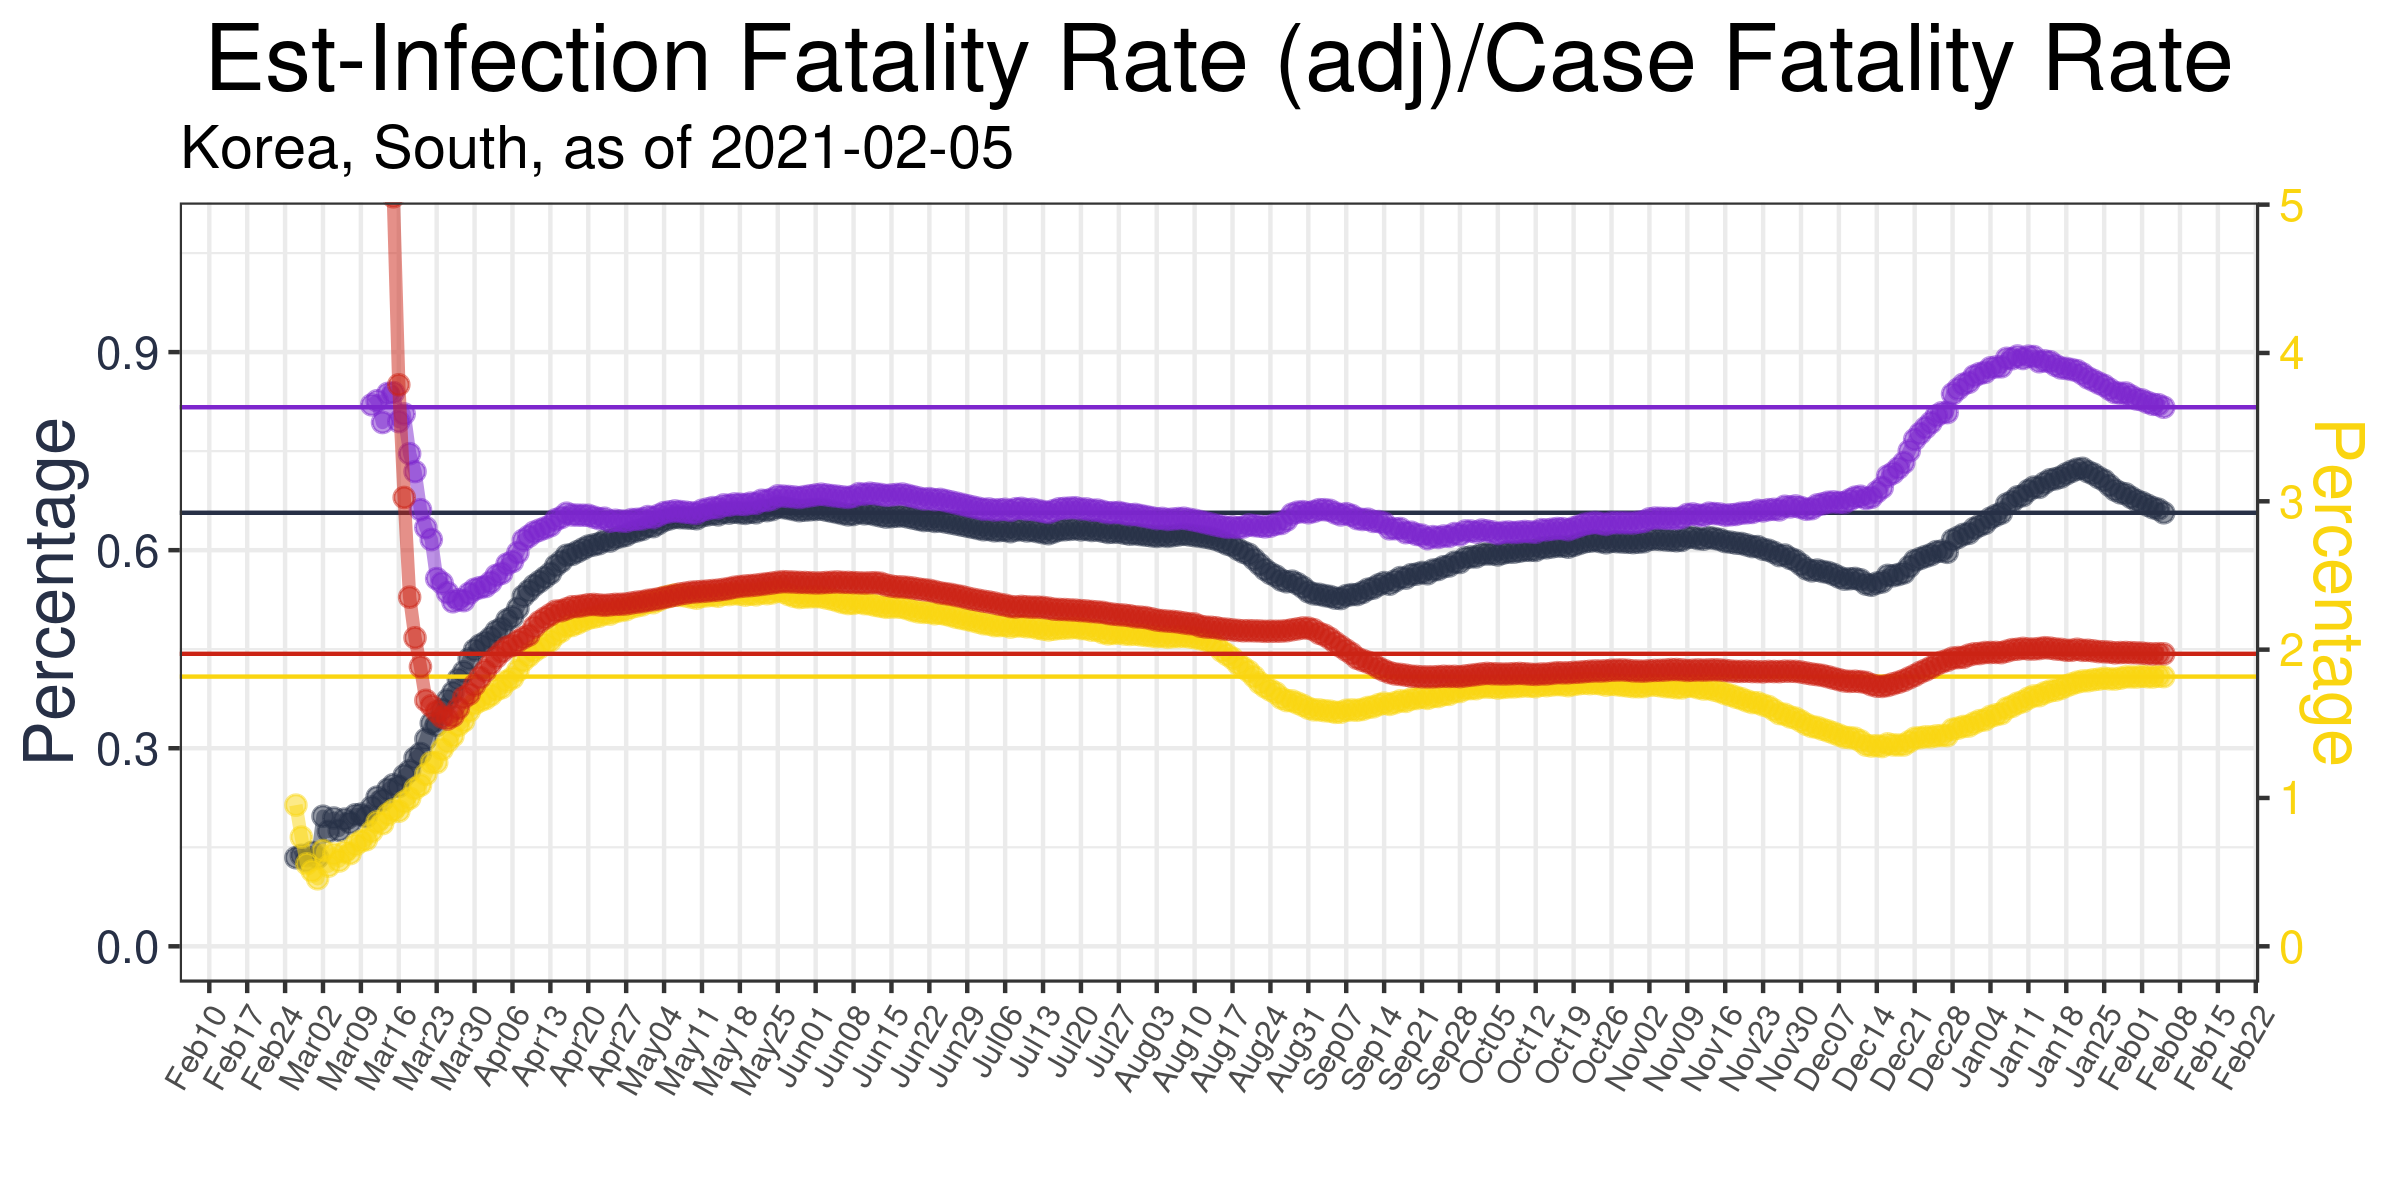 Est-Infection Fatality Rate (adj)/Case Fatality Rate
Korea, South, as of 2021-02-05
Percentage
0.9
0.6
0.3
0.0
5
4
3
2
1
0
Percentage
Feb10
Feb17
Feb24
Mar02
Mar09
Mar16
Mar23
Mar30
Apr06
Apr13
Apr20
Apr27
May04
May11
May18
May25
Jun01
Jun08
Jun15
Jun22
Jun29
Jul06
Jul13
Jul20
Jul27
Aug03
Aug10
Aug17
Aug24
Aug31
Sep07
Sep14
Sep21
Sep28
Oct05
Oct12
Oct19
Oct26
Nov02
Nov09
Nov16
Nov23
Nov30
Dec07
Dec14
Dec21
Dec28
Jan04
Jan11
Jan18
Jan25
Feb01
Feb08
Feb15
Feb22